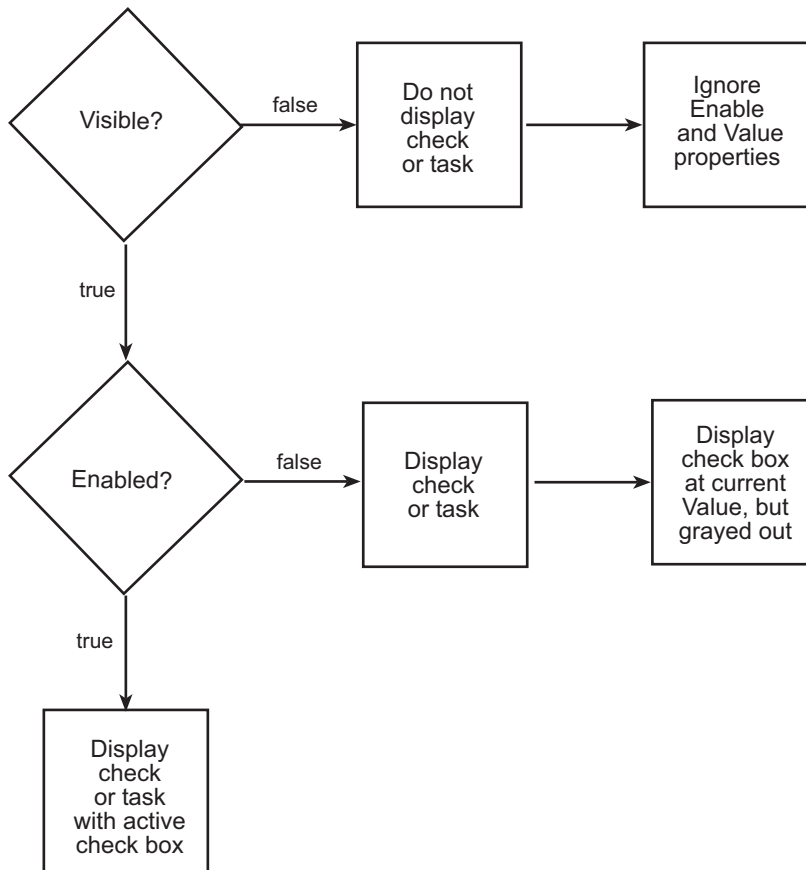 Visible?
false
Do not
display
check
or task
Ignore
Enable
and Value
properties
true
Enabled?
false
Display
check
or task
Display
check box
at current
Value, but
grayed out
true
Display
check
or task
with active
check box